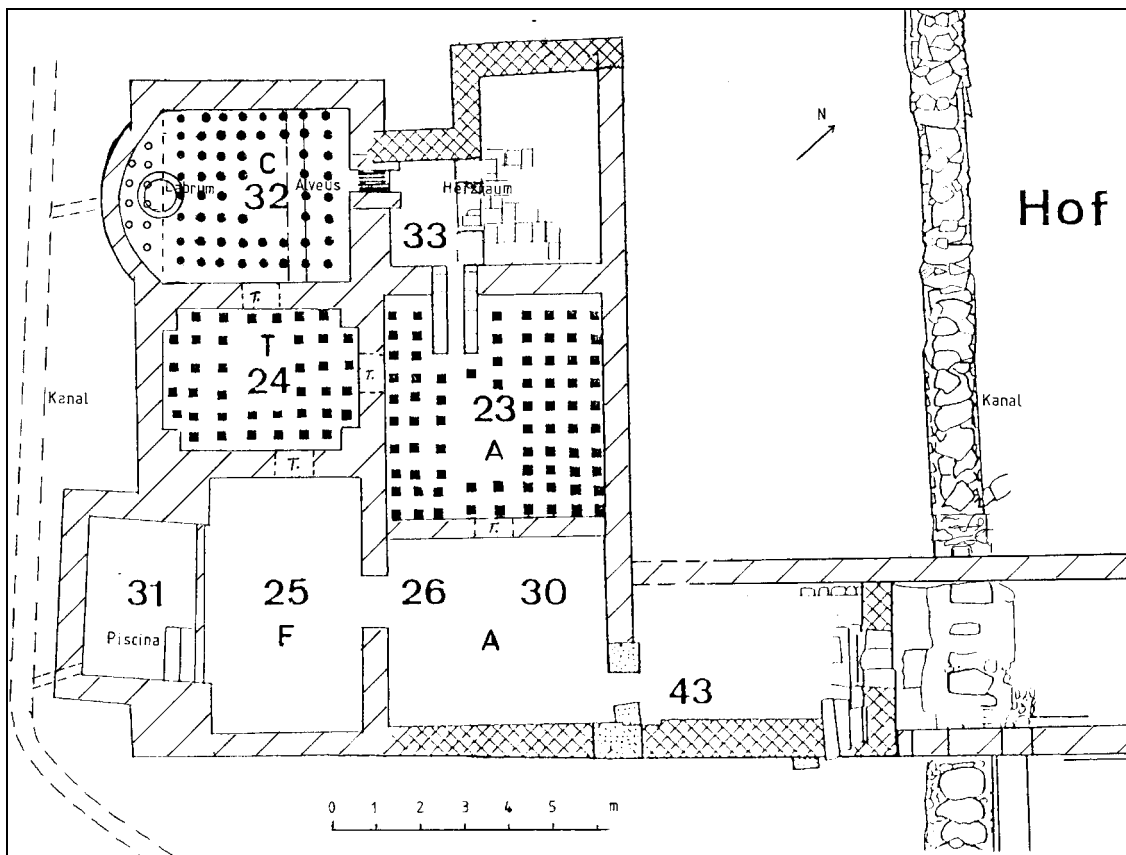 N
Hof
C
Labrum
32
Alveus
Heizraum
33
T.
T
24
T.
23
A
T.
T.
Kanal
Kanal
31
Piscina
25
F
26
30
A
43
0 1 2 3 4 5 m